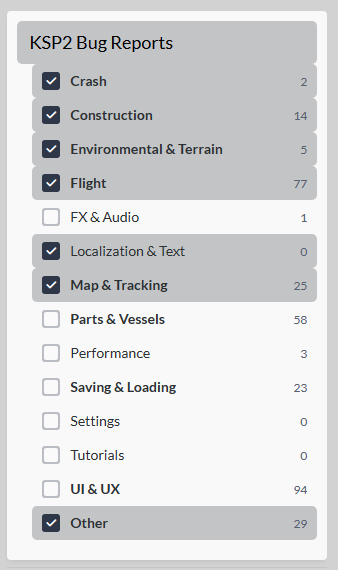 KSP2 Bug Reports
Crash 2
Construction 14
Environmental & Terrain 5
Flight 77
FX & Audio 1
Localization & Text 0
Map & Tracking 25
Parts & Vessels 58
Performance 3
Saving & Loading 23
Settings 0
Tutorials 0
UI & UX 94
Other 29